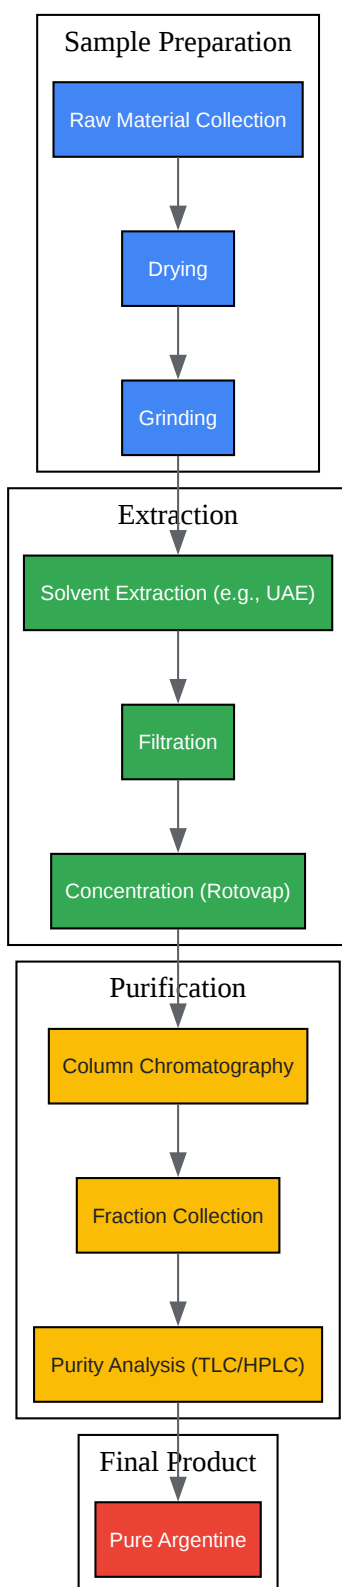 Sample Preparation
Raw Material Collection
Drying
Grinding
Extraction
Solvent Extraction (e.g., UAE)
Filtration
Concentration (Rotovap)
Purification
Column Chromatography
Fraction Collection
Purity Analysis (TLC/HPLC)
Final Product
Pure Argentine